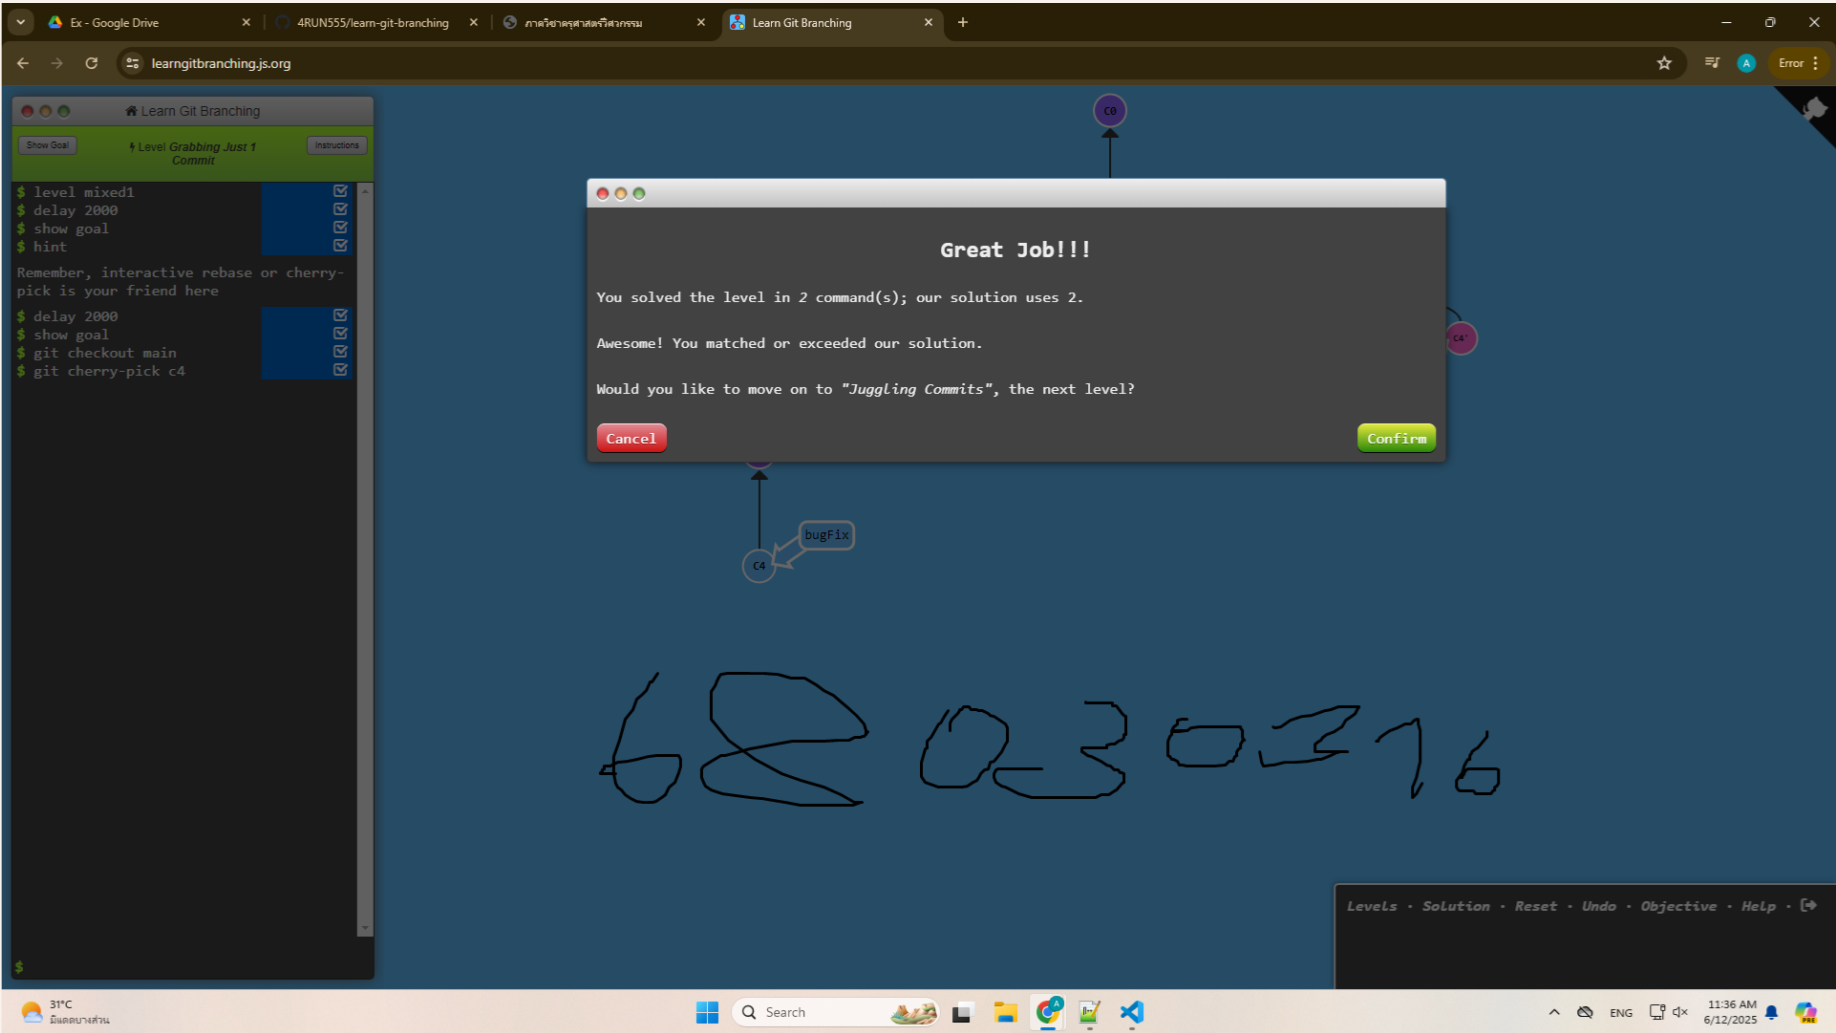 Ex - Google Drive
4RUN555/learn-git-branching
ภาควิชาครุศาสตร์วิศวกรรม
Learn Git Branching
learngitbranching.js.org
A
Error
Learn Git Branching
Show Goal
Level Grabbing Just 1
Commit
Instructions
$ level mixed1
$ delay 2000
$ show goal
$ hint
Remember, interactive rebase or cherry-
pick is your friend here
$ delay 2000
$ show goal
$ git checkout main
$ git cherry-pick c4
$
C0
Great Job!!!
You solved the level in 2 command(s); our solution uses 2.
Awesome! You matched or exceeded our solution.
Would you like to move on to "Juggling Commits", the next level?
Cancel
Confirm
C4'
bugFix
C4
Levels · Solution · Reset · Undo · Objective · Help ·
31°C
มีแดดบางส่วน
Search
A
ENG
11:36 AM
6/12/2025
PRE